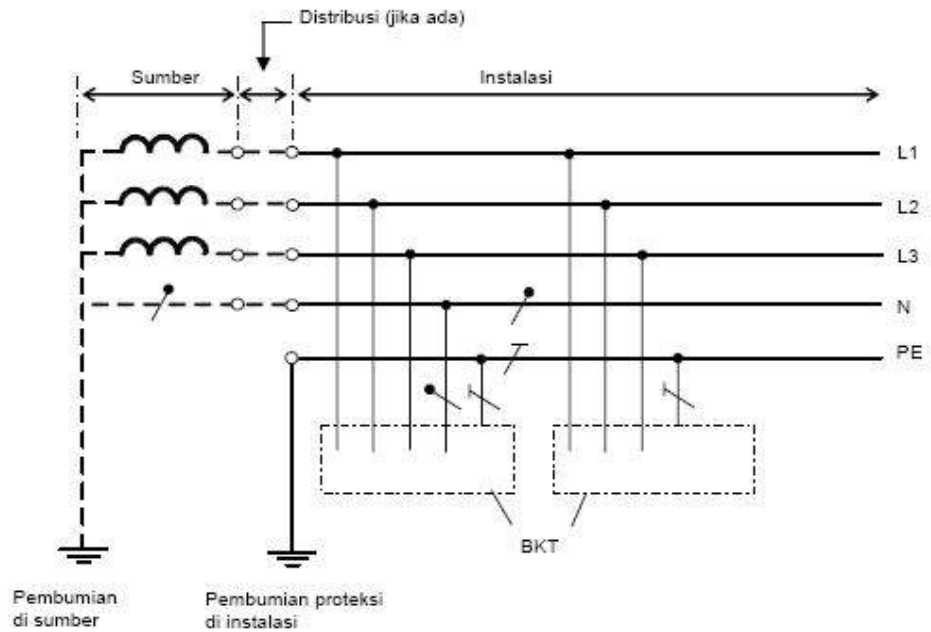 Distribusi (jika ada)
Sumber
Instalasi
L1
L2
L3
N
PE
BKT
Pembumian
di sumber
Pembumian proteksi
di instalasi